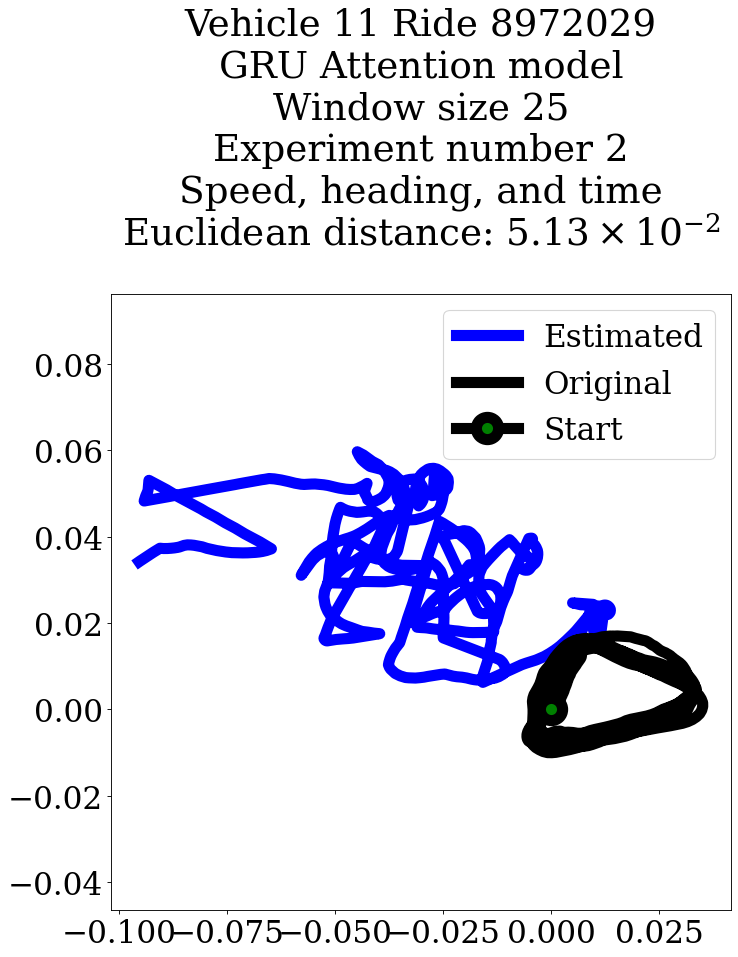 Vehicle 11 Ride 8972029
GRU Attention model
Window size 25
Experiment number 2
Speed, heading, and time
Euclidean distance: 5.13 × 10⁻²
Estimated
Original
Start
0.08
0.06
0.04
0.02
0.00
−0.02
−0.04
−0.100 −0.075 −0.050 −0.025 0.000 0.025